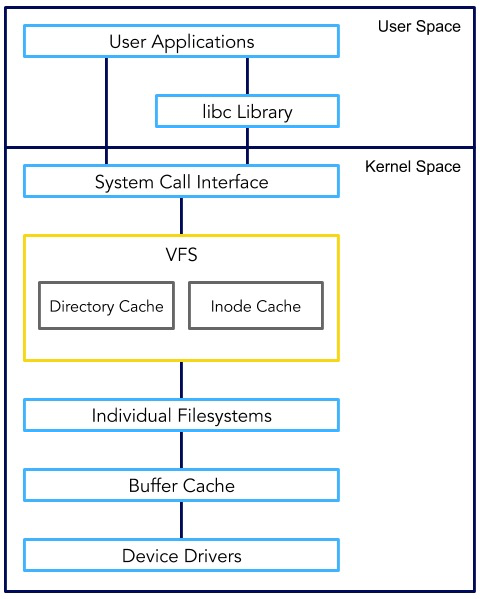 User Space
User Applications
libc Library
Kernel Space
System Call Interface
VFS
Directory Cache
Inode Cache
Individual Filesystems
Buffer Cache
Device Drivers